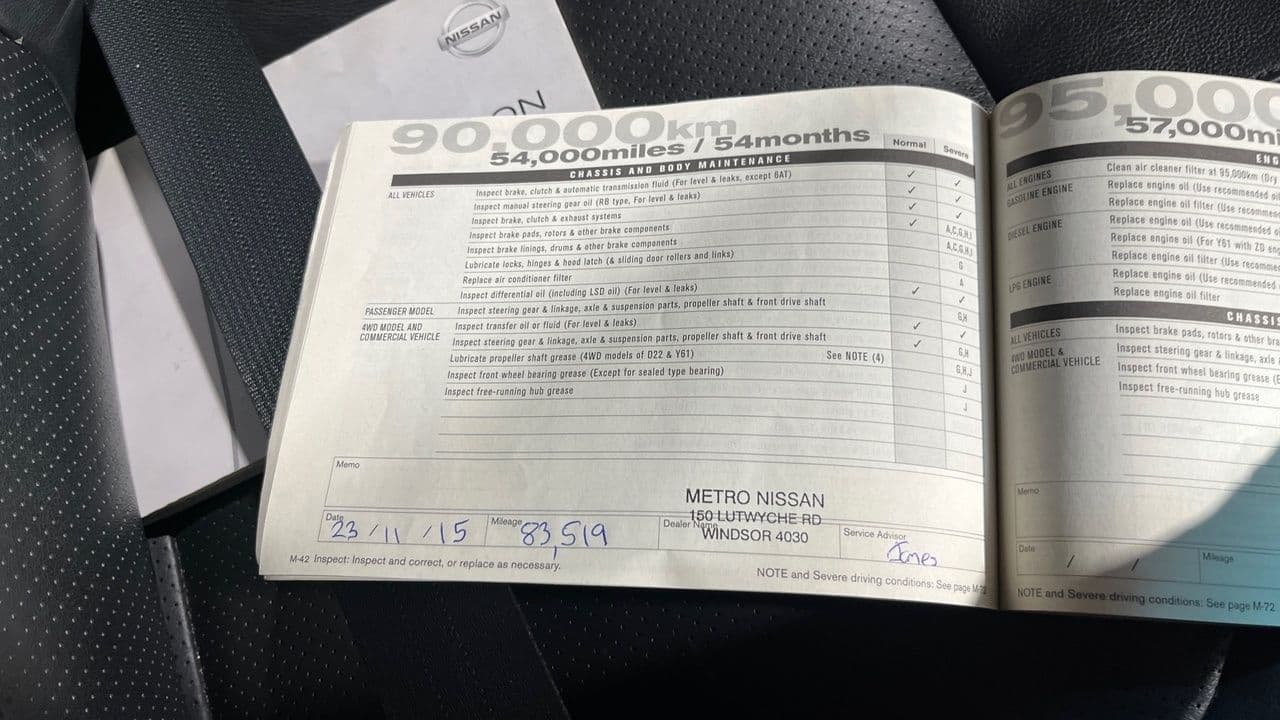 NISSAN
ON
90,000km
54,000miles / 54months
Normal
Severe
CHASSIS AND BODY MAINTENANCE
ALL VEHICLES
Inspect brake, clutch & automatic transmission fluid (For level & leaks, except 6AT)
Inspect manual steering gear oil (RB type, For level & leaks)
Inspect brake, clutch & exhaust systems
Inspect brake pads, rotors & other brake components
A,C,G,H,I
Inspect brake linings, drums & other brake components
A,C,G,H,I
Lubricate locks, hinges & hood latch (& sliding door rollers and links)
G
Replace air conditioner filter
A
Inspect differential oil (including LSD oil) (For level & leaks)
PASSENGER MODEL
Inspect steering gear & linkage, axle & suspension parts, propeller shaft & front drive shaft
G,H
4WD MODEL AND
COMMERCIAL VEHICLE
Inspect transfer oil or fluid (For level & leaks)
Inspect steering gear & linkage, axle & suspension parts, propeller shaft & front drive shaft
G,H
Lubricate propeller shaft grease (4WD models of D22 & Y61) See NOTE (4)
G,H,J
Inspect front wheel bearing grease (Except for sealed type bearing)
J
Inspect free-running hub grease
J
Memo
Date
23 / 11 / 15
Mileage
83,519
Dealer Name
METRO NISSAN
150 LUTWYCHE RD
WINDSOR 4030
Service Advisor
James
M-42 Inspect: Inspect and correct, or replace as necessary.
NOTE and Severe driving conditions: See page M-72
95,000
57,000m
ENG
ALL ENGINES
Clean air cleaner filter at 95,000km (Dry
GASOLINE ENGINE
Replace engine oil (Use recommended oil
Replace engine oil filter (Use recomme
DIESEL ENGINE
Replace engine oil (Use recommended
Replace engine oil (For Y61 with ZD eng
Replace engine oil filter (Use recomme
LPG ENGINE
Replace engine oil (Use recommended
Replace engine oil filter
CHASSI
ALL VEHICLES
Inspect brake pads, rotors & other bra
4WD MODEL &
COMMERCIAL VEHICLE
Inspect steering gear & linkage, axle
Inspect front wheel bearing grease (E
Inspect free-running hub grease
Memo
Date
/ /
Mileage
NOTE and Severe driving conditions: See page M-72